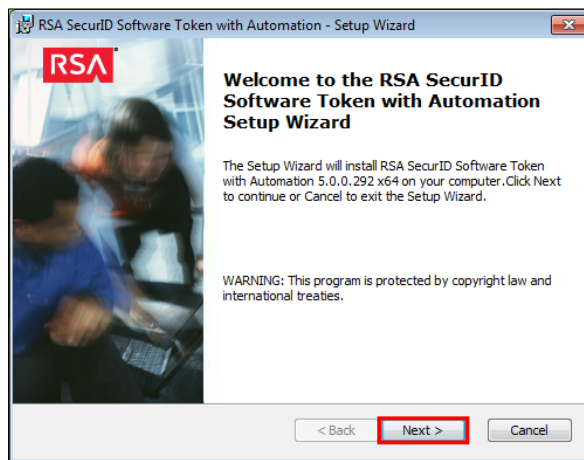 RSA SecurID Software Token with Automation - Setup Wizard
RSA
Welcome to the RSA SecurID
Software Token with Automation
Setup Wizard
The Setup Wizard will install RSA SecurID Software Token
with Automation 5.0.0.292 x64 on your computer.Click Next
to continue or Cancel to exit the Setup Wizard.
WARNING: This program is protected by copyright law and
international treaties.
< Back
Next >
Cancel